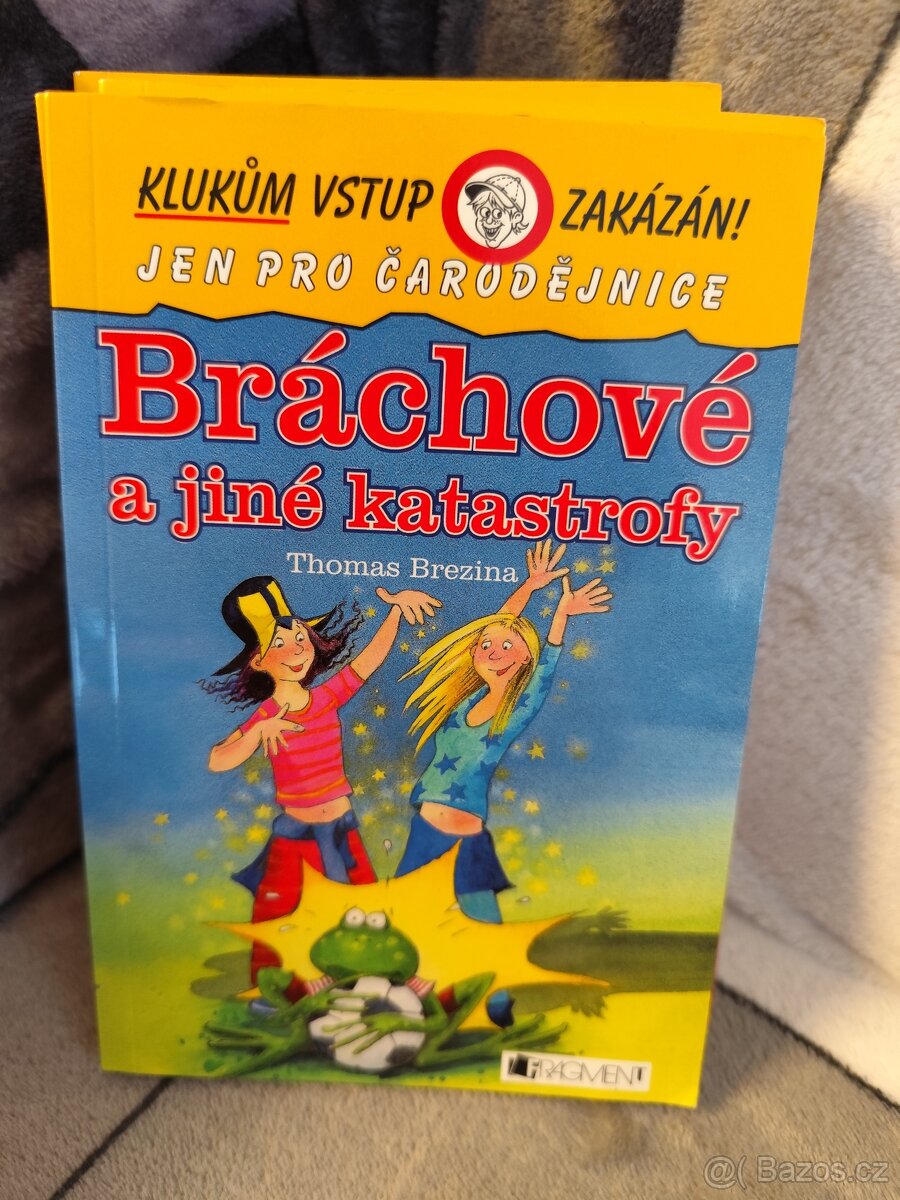 KLUKŮM VSTUP ZAKÁZÁN!
JEN PRO ČARODĚJNICE
Bráchové
a jiné katastrofy
Thomas Brezina
FRAGMENT
@( Bazos.cz